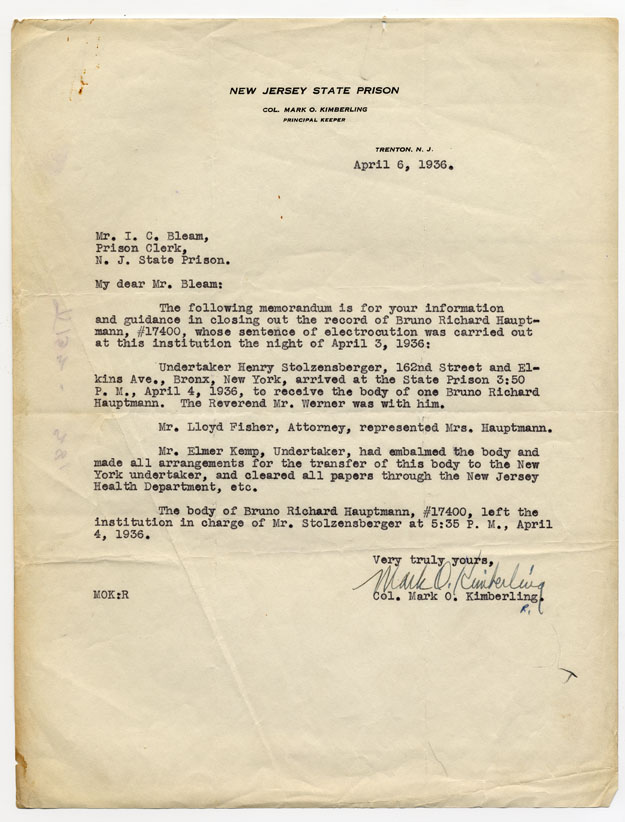 NEW JERSEY STATE PRISON
COL. MARK O. KIMBERLING
PRINCIPAL KEEPER
TRENTON, N. J.
April 6, 1936.
Mr. I. C. Bleam,
Prison Clerk,
N. J. State Prison.
My dear Mr. Bleam:
The following memorandum is for your information
and guidance in closing out the record of Bruno Richard Haupt-
mann, #17400, whose sentence of electrocution was carried out
at this institution the night of April 3, 1936:
Undertaker Henry Stolzensberger, 162nd Street and El-
kins Ave., Bronx, New York, arrived at the State Prison 3:50
P. M., April 4, 1936, to receive the body of one Bruno Richard
Hauptmann. The Reverend Mr. Werner was with him.
Mr. Lloyd Fisher, Attorney, represented Mrs. Hauptmann.
Mr. Elmer Kemp, Undertaker, had embalmed the body and
made all arrangements for the transfer of this body to the New
York undertaker, and cleared all papers through the New Jersey
Health Department, etc.
The body of Bruno Richard Hauptmann, #17400, left the
institution in charge of Mr. Stolzensberger at 5:35 P. M., April
4, 1936.
Very truly yours,
Mark O. Kimberling
Col. Mark O. Kimberling.
R.
MOK:R